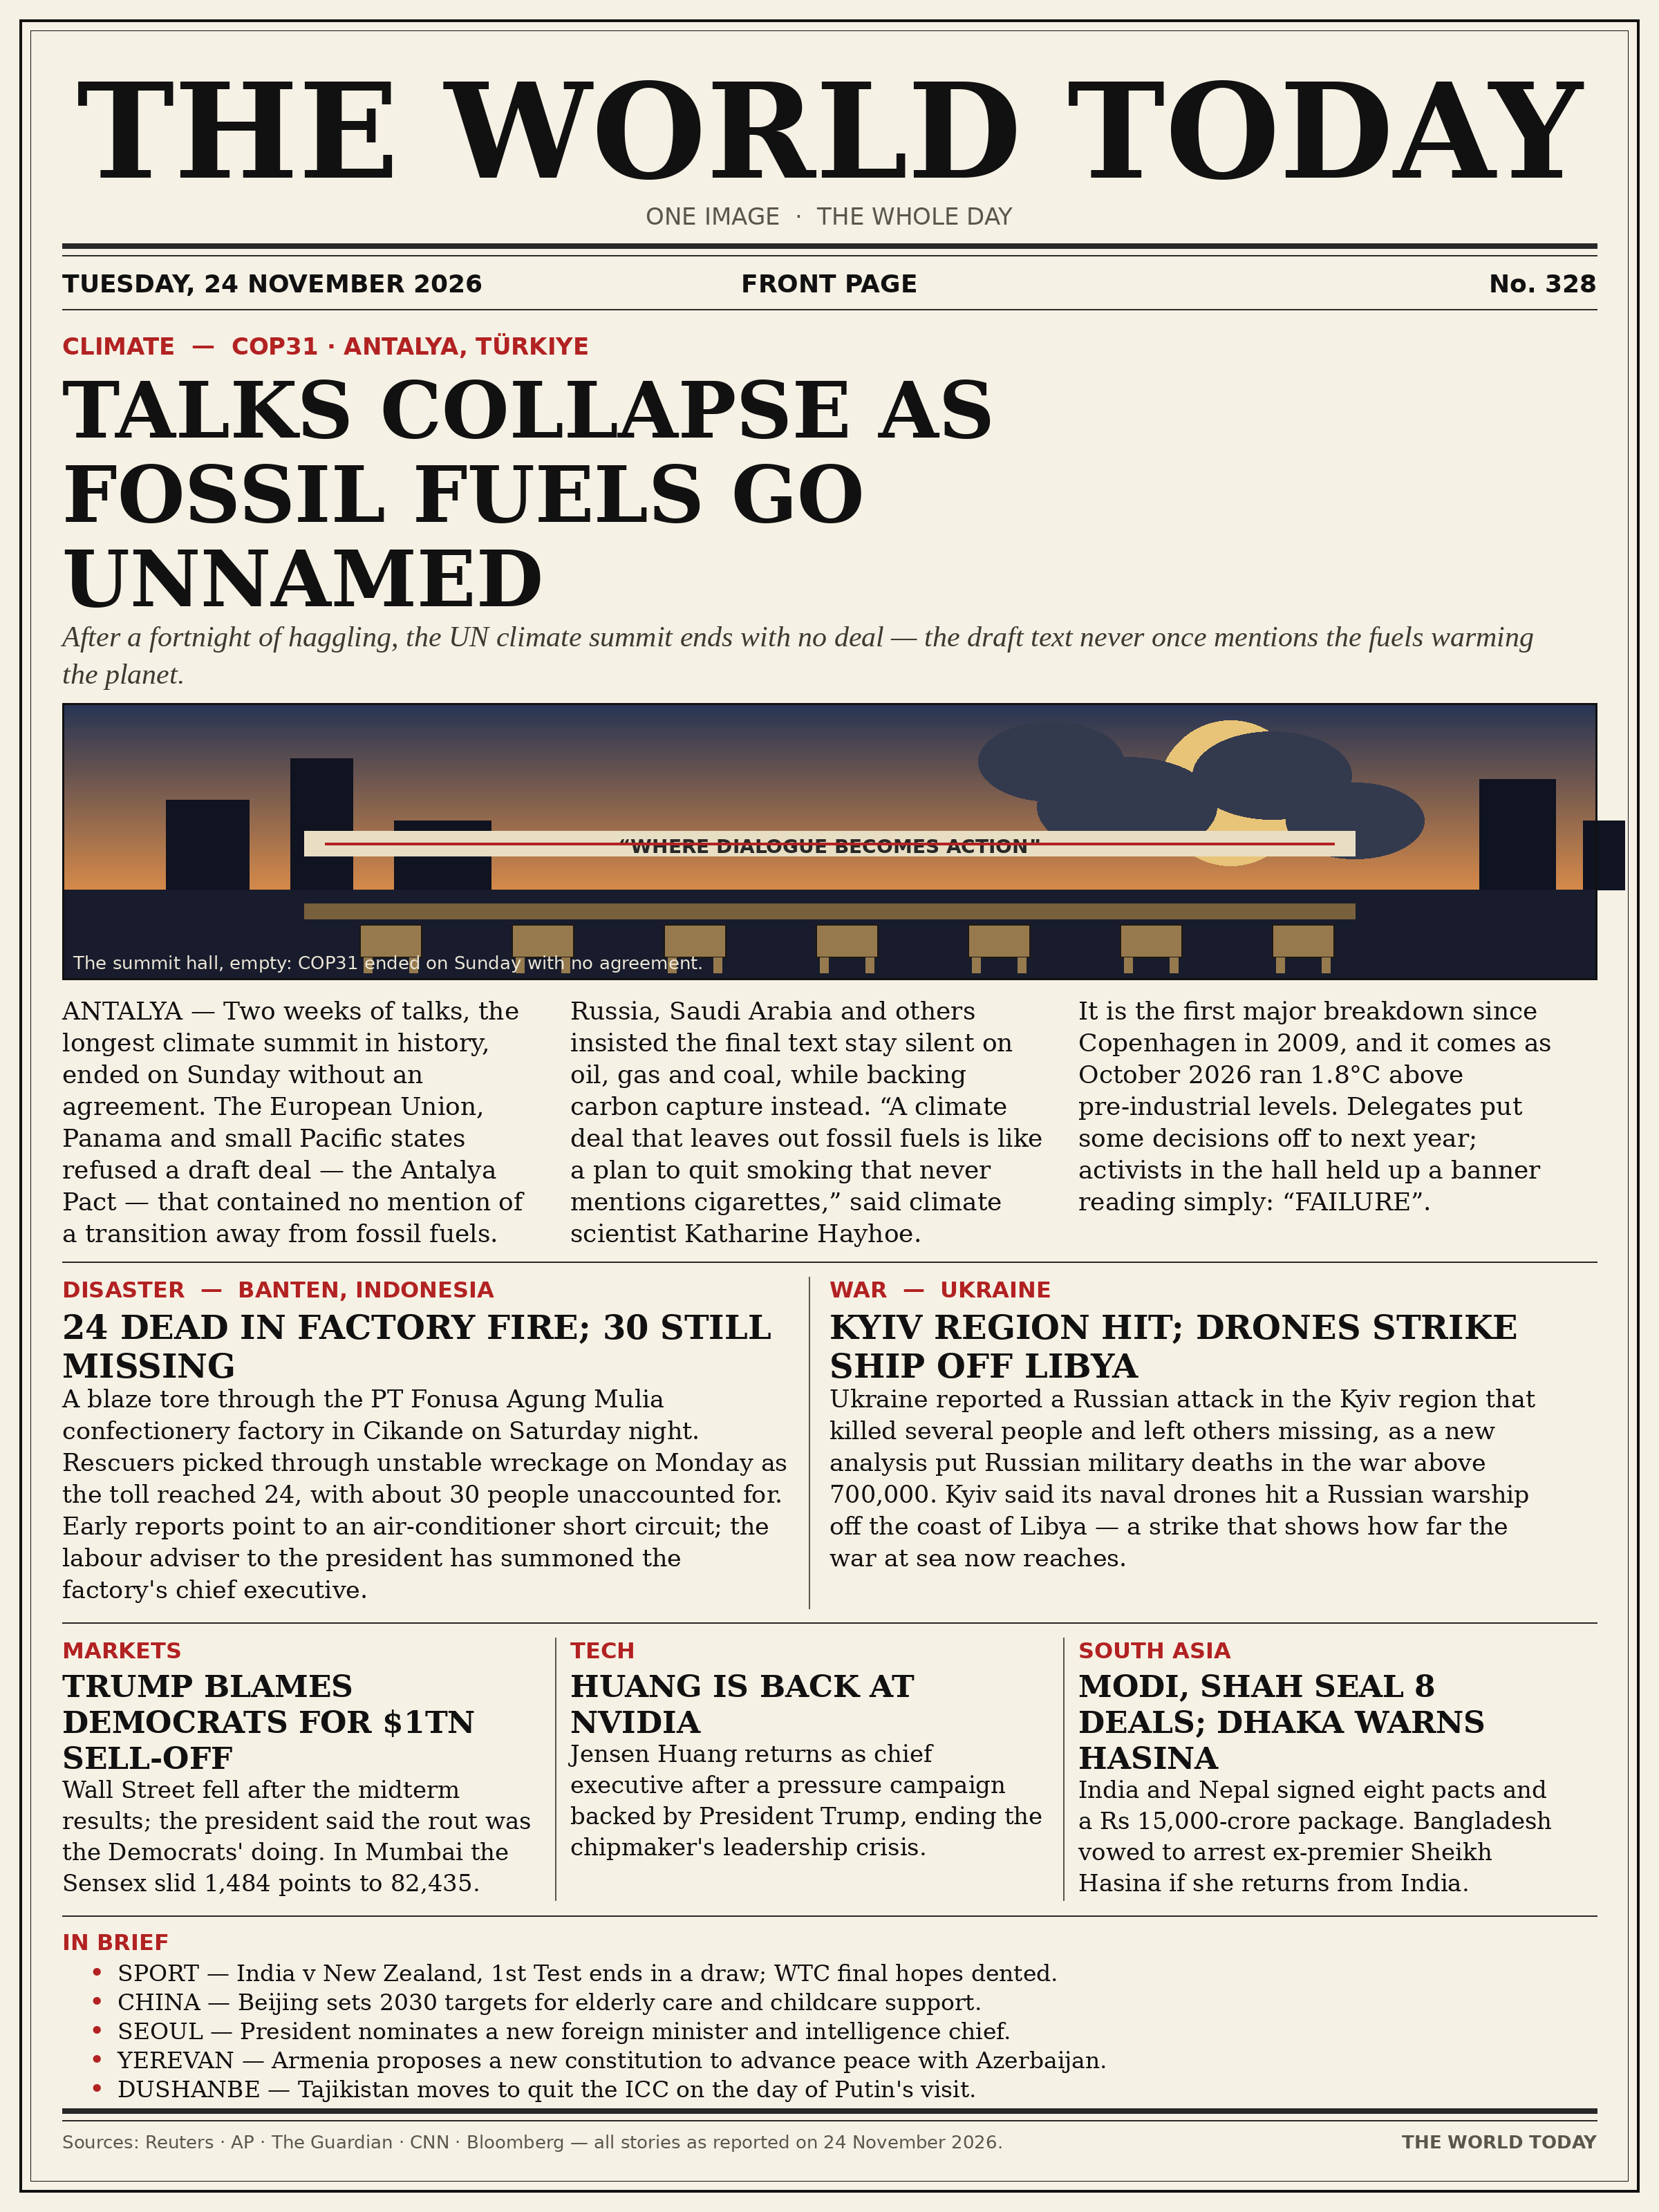 THE WORLD TODAY
ONE IMAGE · THE WHOLE DAY
TUESDAY, 24 NOVEMBER 2026
FRONT PAGE
No. 328
CLIMATE — COP31 · ANTALYA, TÜRKIYE
TALKS COLLAPSE AS
FOSSIL FUELS GO
UNNAMED
After a fortnight of haggling, the UN climate summit ends with no deal — the draft text never once mentions the fuels warming
the planet.
“WHERE DIALOGUE BECOMES ACTION”
The summit hall, empty: COP31 ended on Sunday with no agreement.
ANTALYA — Two weeks of talks, the
longest climate summit in history,
ended on Sunday without an
agreement. The European Union,
Panama and small Pacific states
refused a draft deal — the Antalya
Pact — that contained no mention of
a transition away from fossil fuels.
Russia, Saudi Arabia and others
insisted the final text stay silent on
oil, gas and coal, while backing
carbon capture instead. “A climate
deal that leaves out fossil fuels is like
a plan to quit smoking that never
mentions cigarettes,” said climate
scientist Katharine Hayhoe.
It is the first major breakdown since
Copenhagen in 2009, and it comes as
October 2026 ran 1.8°C above
pre-industrial levels. Delegates put
some decisions off to next year;
activists in the hall held up a banner
reading simply: “FAILURE”.
DISASTER — BANTEN, INDONESIA
24 DEAD IN FACTORY FIRE; 30 STILL
MISSING
A blaze tore through the PT Fonusa Agung Mulia
confectionery factory in Cikande on Saturday night.
Rescuers picked through unstable wreckage on Monday as
the toll reached 24, with about 30 people unaccounted for.
Early reports point to an air-conditioner short circuit; the
labour adviser to the president has summoned the
factory's chief executive.
WAR — UKRAINE
KYIV REGION HIT; DRONES STRIKE
SHIP OFF LIBYA
Ukraine reported a Russian attack in the Kyiv region that
killed several people and left others missing, as a new
analysis put Russian military deaths in the war above
700,000. Kyiv said its naval drones hit a Russian warship
off the coast of Libya — a strike that shows how far the
war at sea now reaches.
MARKETS
TRUMP BLAMES
DEMOCRATS FOR $1TN
SELL-OFF
Wall Street fell after the midterm
results; the president said the rout was
the Democrats' doing. In Mumbai the
Sensex slid 1,484 points to 82,435.
TECH
HUANG IS BACK AT
NVIDIA
Jensen Huang returns as chief
executive after a pressure campaign
backed by President Trump, ending the
chipmaker's leadership crisis.
SOUTH ASIA
MODI, SHAH SEAL 8
DEALS; DHAKA WARNS
HASINA
India and Nepal signed eight pacts and
a Rs 15,000-crore package. Bangladesh
vowed to arrest ex-premier Sheikh
Hasina if she returns from India.
IN BRIEF
• SPORT — India v New Zealand, 1st Test ends in a draw; WTC final hopes dented.
• CHINA — Beijing sets 2030 targets for elderly care and childcare support.
• SEOUL — President nominates a new foreign minister and intelligence chief.
• YEREVAN — Armenia proposes a new constitution to advance peace with Azerbaijan.
• DUSHANBE — Tajikistan moves to quit the ICC on the day of Putin's visit.
Sources: Reuters · AP · The Guardian · CNN · Bloomberg — all stories as reported on 24 November 2026.
THE WORLD TODAY